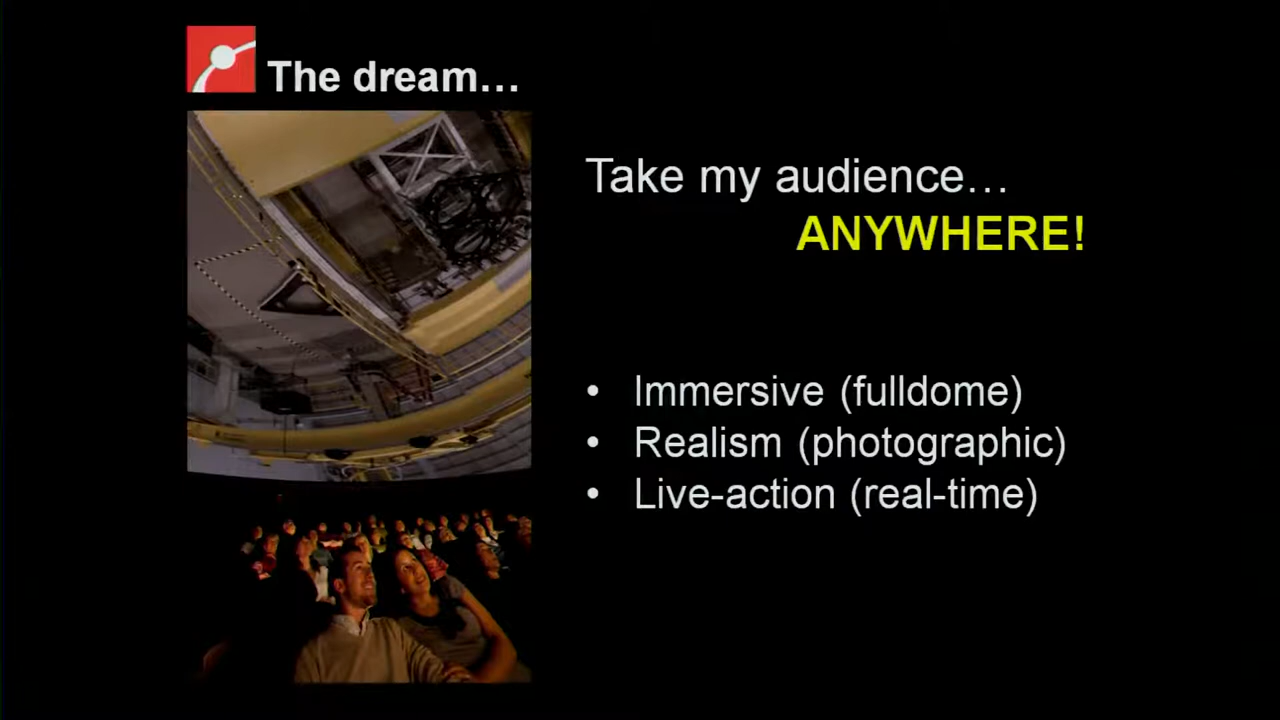 The dream…
Take my audience…
ANYWHERE!
• Immersive (fulldome)
• Realism (photographic)
• Live-action (real-time)